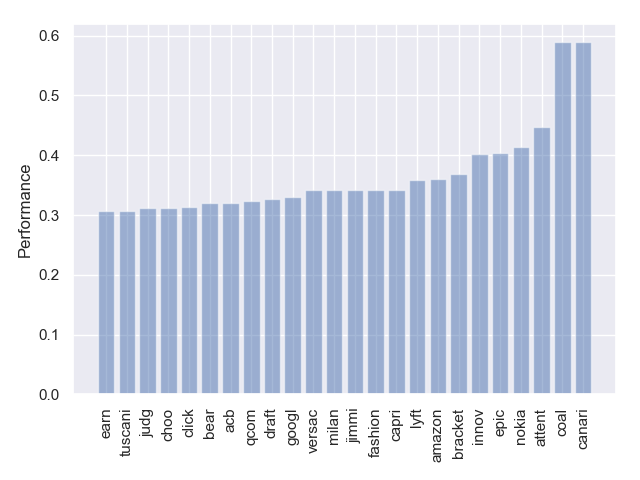 0.6
0.5
0.4
0.3
0.2
0.1
0.0
Performance
earn
tuscani
judg
choo
click
bear
acb
qcom
draft
googl
versac
milan
jimmi
fashion
capri
lyft
amazon
bracket
innov
epic
nokia
attent
coal
canari